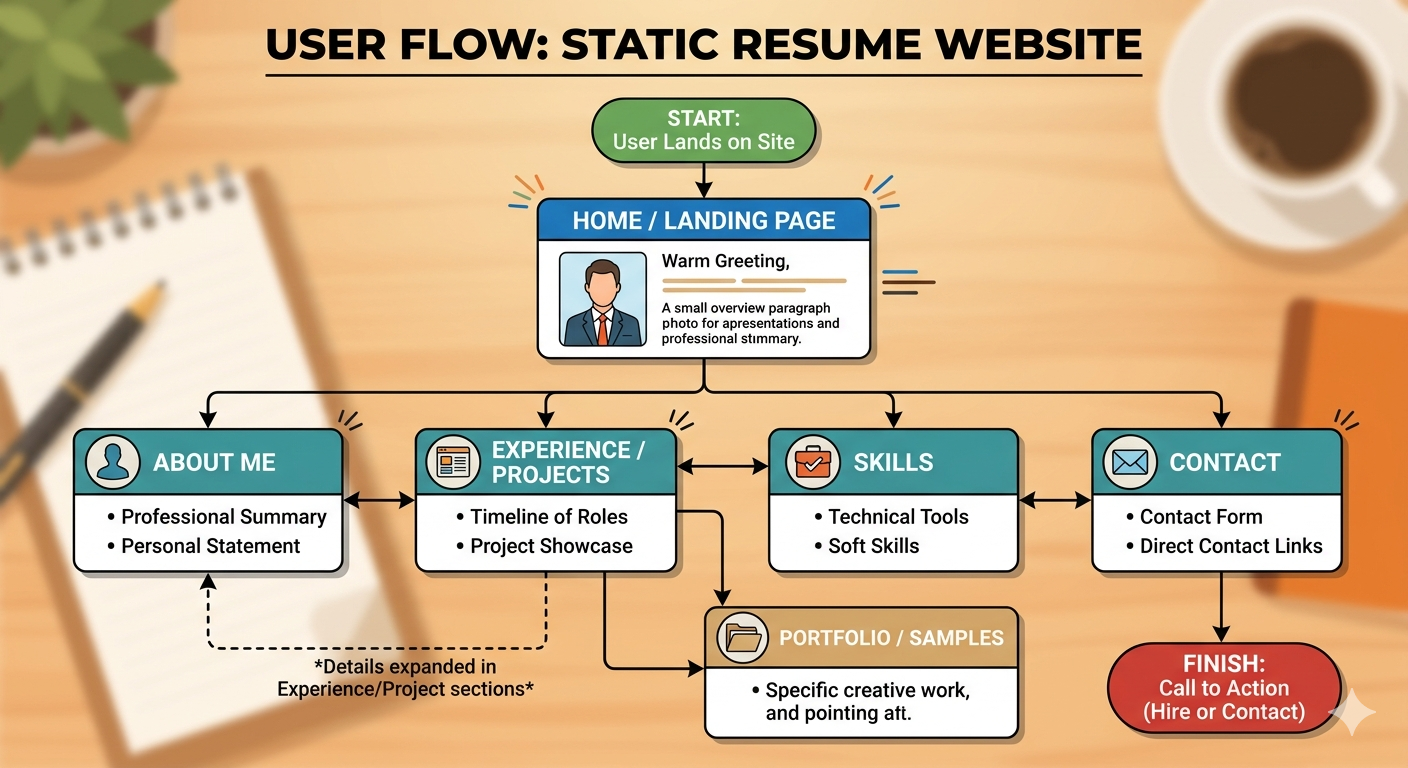 USER FLOW: STATIC RESUME WEBSITE
START:
User Lands on Site
HOME / LANDING PAGE
Warm Greeting,
A small overview paragraph
photo for apresentations and
professional stımmary.
ABOUT ME
• Professional Summary
• Personal Statement
EXPERIENCE /
PROJECTS
• Timeline of Roles
• Project Showcase
SKILLS
• Technical Tools
• Soft Skills
CONTACT
• Contact Form
• Direct Contact Links
*Details expanded in
Experience/Project sections*
PORTFOLIO / SAMPLES
• Specific creative work,
and pointing aft.
FINISH:
Call to Action
(Hire or Contact)